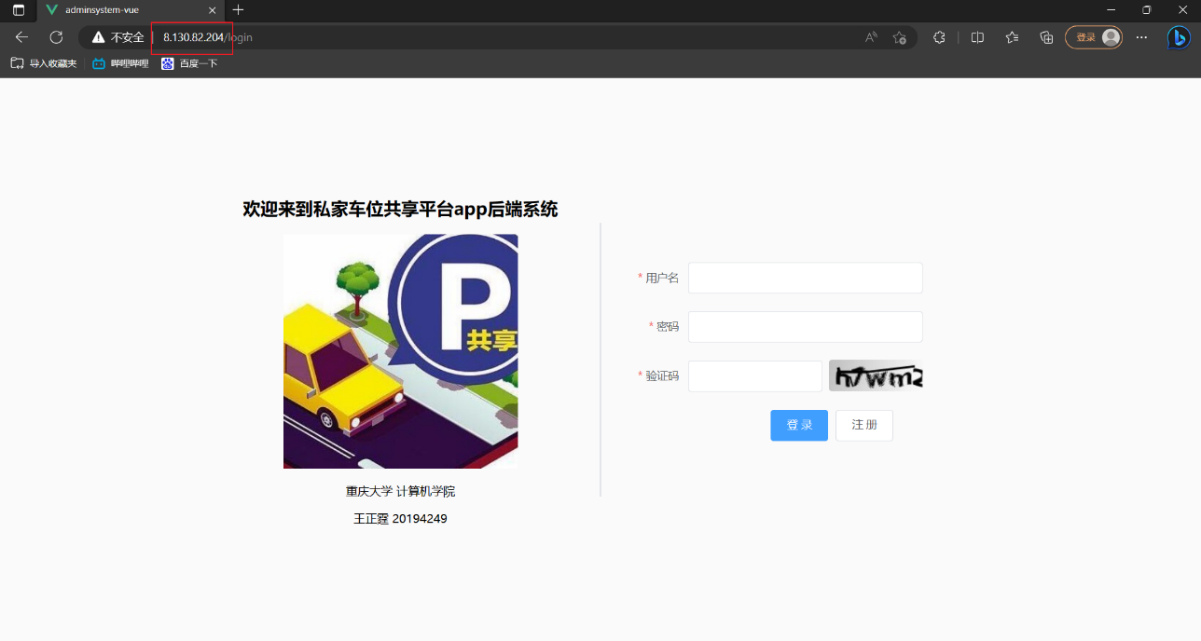 adminsystem-vue
不安全 8.130.82.204/login
登录
导入收藏夹 哔哩哔哩 百度一下
欢迎来到私家车位共享平台app后端系统
P
共享
重庆大学 计算机学院
王正霆 20194249
* 用户名
* 密码
* 验证码 h7wm2
登录 注册